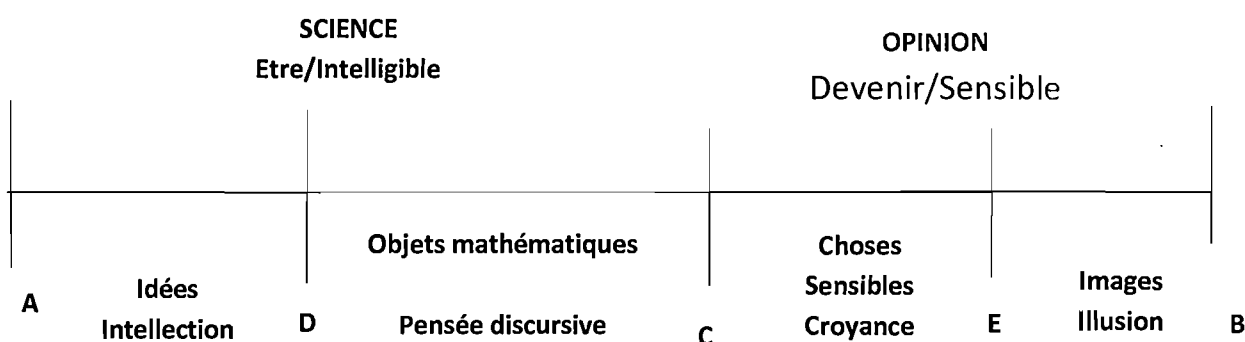 SCIENCE
Etre/Intelligible
OPINION
Devenir/Sensible
A
Idées
Intellection
D
Objets mathématiques
Pensée discursive
C
Choses
Sensibles
Croyance
E
Images
Illusion
B